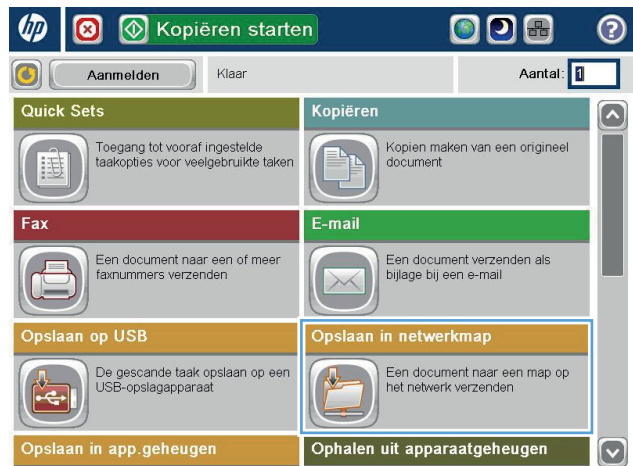 hp
Kopiëren starten
?
Aanmelden
Klaar
Aantal: 1
Quick Sets
Toegang tot vooraf ingestelde
taakopties voor veelgebruikte taken
Kopiëren
Kopien maken van een origineel
document
Fax
Een document naar een of meer
faxnummers verzenden
E-mail
Een document verzenden als
bijlage bij een e-mail
Opslaan op USB
De gescande taak opslaan op een
USB-opslagapparaat
Opslaan in netwerkmap
Een document naar een map op
het netwerk verzenden
Opslaan in app.geheugen
Ophalen uit apparaatgeheugen